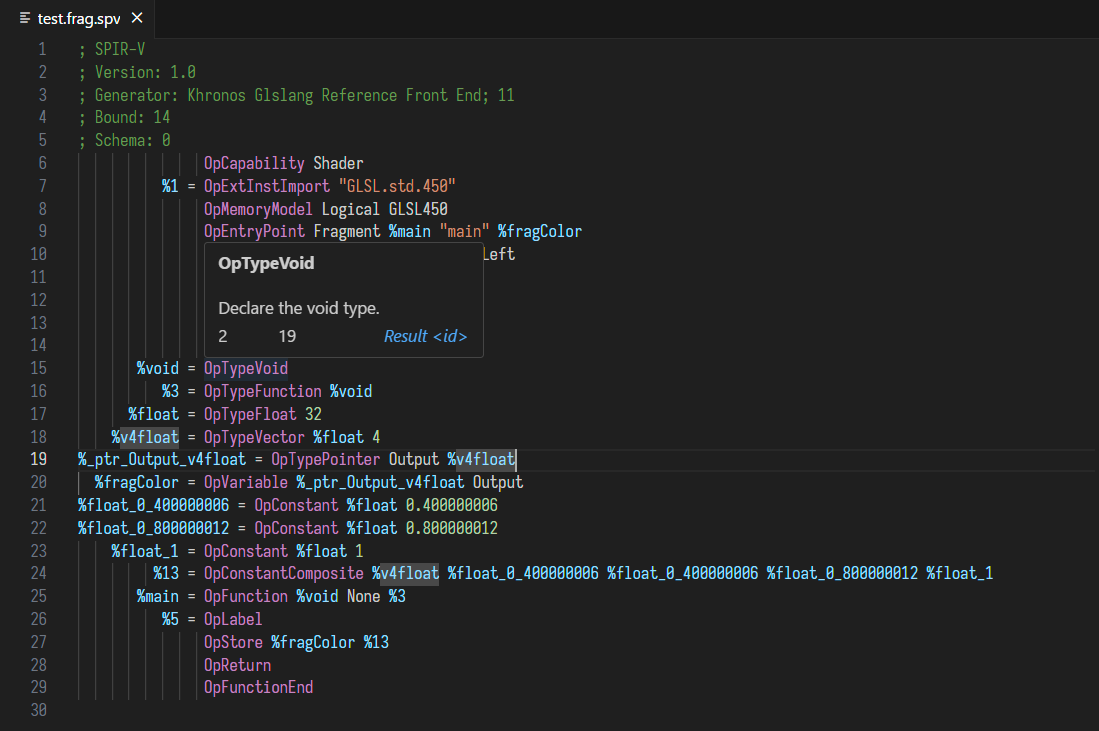 test.frag.spv
1 ; SPIR-V
2 ; Version: 1.0
3 ; Generator: Khronos Glslang Reference Front End; 11
4 ; Bound: 14
5 ; Schema: 0
6 OpCapability Shader
7 %1 = OpExtInstImport "GLSL.std.450"
8 OpMemoryModel Logical GLSL450
9 OpEntryPoint Fragment %main "main" %fragColor
10 Left
OpTypeVoid
11
12
Declare the void type.
13
2 19 Result <id>
14
15 %void = OpTypeVoid
16 %3 = OpTypeFunction %void
17 %float = OpTypeFloat 32
18 %v4float = OpTypeVector %float 4
19 %_ptr_Output_v4float = OpTypePointer Output %v4float
20 %fragColor = OpVariable %_ptr_Output_v4float Output
21 %float_0_400000006 = OpConstant %float 0.400000006
22 %float_0_800000012 = OpConstant %float 0.800000012
23 %float_1 = OpConstant %float 1
24 %13 = OpConstantComposite %v4float %float_0_400000006 %float_0_400000006 %float_0_800000012 %float_1
25 %main = OpFunction %void None %3
26 %5 = OpLabel
27 OpStore %fragColor %13
28 OpReturn
29 OpFunctionEnd
30